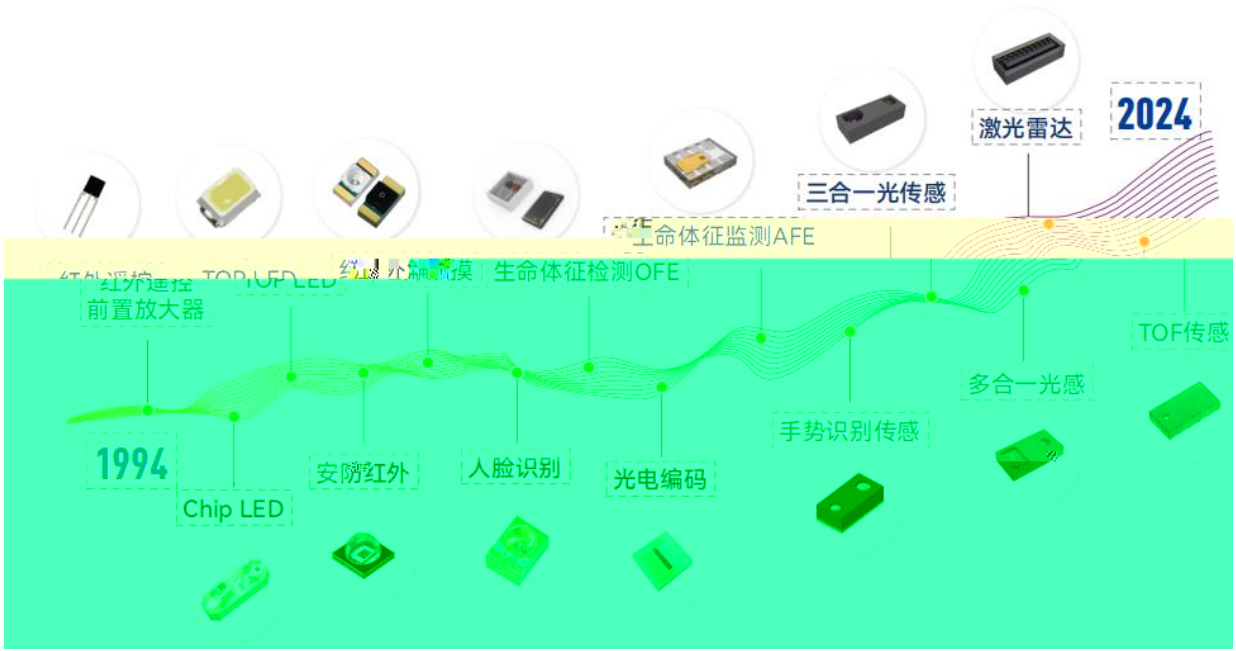 2024
激光雷达
三合一光传感
生命体征监测AFE
生命体征检测OFE
TOP LED
红外遥控
前置放大器
TOF传感
多合一光感
手势识别传感
1994
安防红外
人脸识别
光电编码
Chip LED